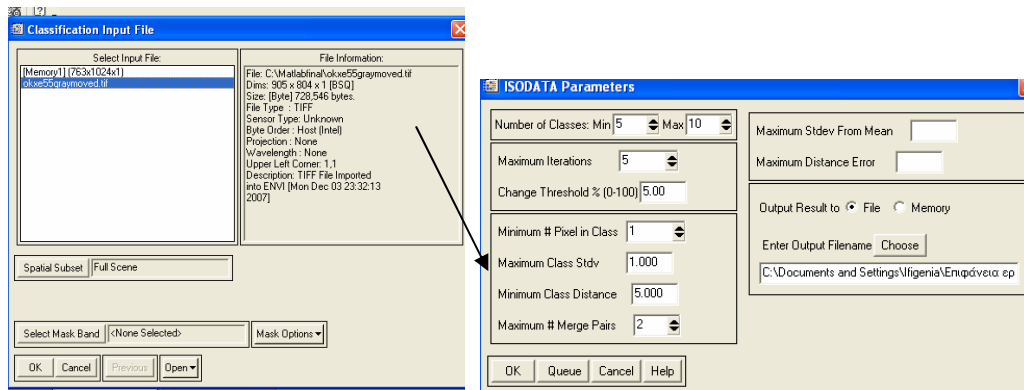 Classification Input File
Select Input File:
[Memory1] (763x1024x1)
okxe55graymoved.tif
File Information:
File: C:\Matlabfinal\okxe55graymoved.tif
Dims: 905 x 804 x 1 [BSQ]
Size: [Byte] 728,546 bytes.
File Type : TIFF
Sensor Type: Unknown
Byte Order : Host (Intel)
Projection : None
Wavelength : None
Upper Left Corner: 1,1
Description: TIFF File Imported
into ENVI [Mon Dec 03 23:32:13
2007]
Spatial Subset Full Scene
Select Mask Band <None Selected> Mask Options
OK Cancel Previous Open
ISODATA Parameters
Number of Classes: Min 5 Max 10
Maximum Iterations 5
Change Threshold % (0-100) 5.00
Minimum # Pixel in Class 1
Maximum Class Stdv 1.000
Minimum Class Distance 5.000
Maximum # Merge Pairs 2
Maximum Stdev From Mean
Maximum Distance Error
Output Result to File Memory
Enter Output Filename Choose
C:\Documents and Settings\Ifigenia\Επιφάνεια ερ
OK Queue Cancel Help